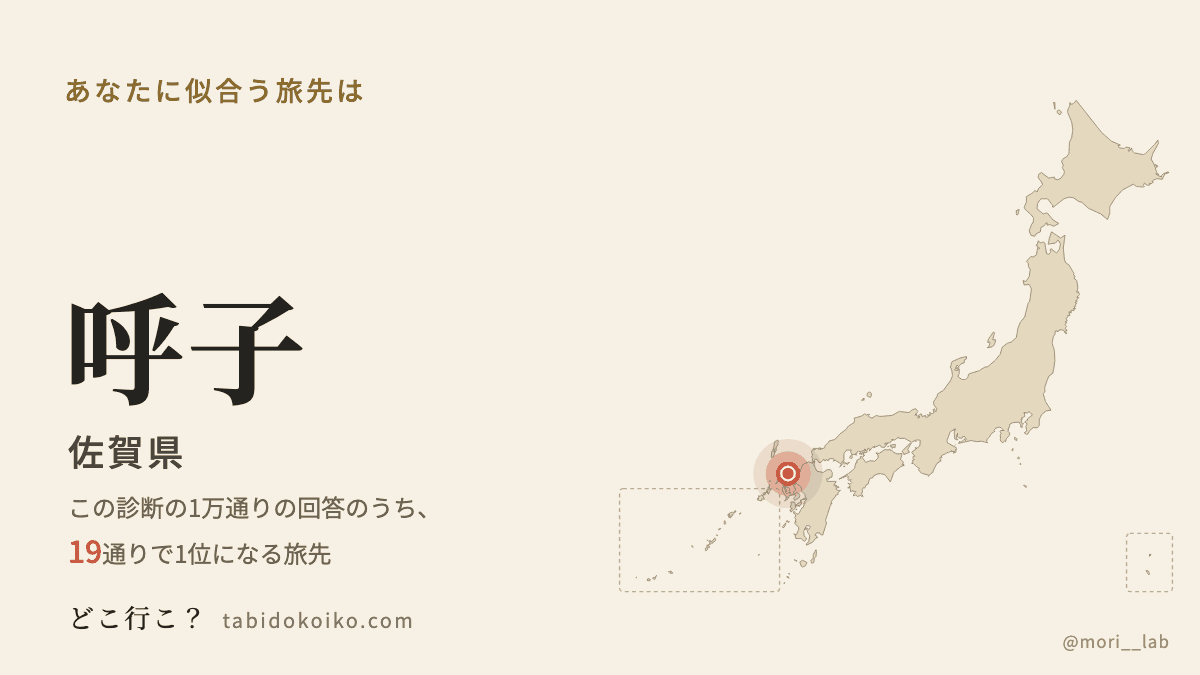 あなたに似合う旅先は
呼子
佐賀県
この診断の1万通りの回答のうち、
19通りで1位になる旅先
どこ行こ？ tabidokoiko.com
@mori__lab